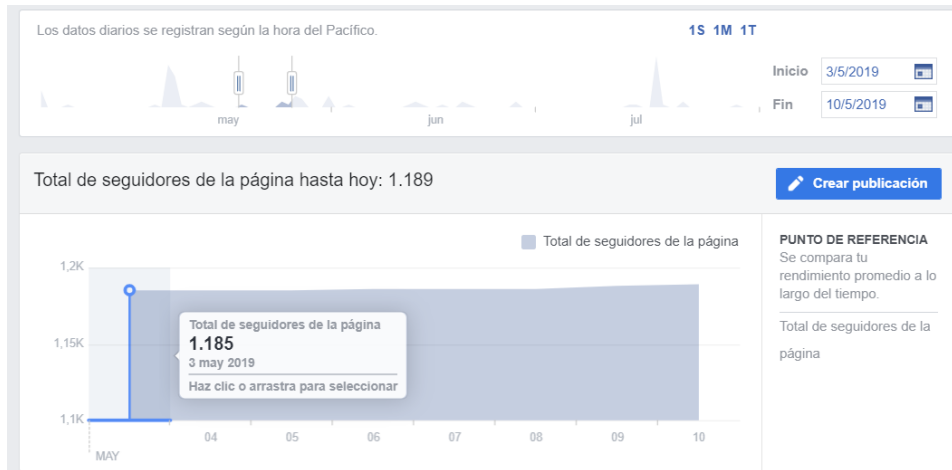 Los datos diarios se registran según la hora del Pacífico.
1S 1M 1T
Inicio 3/5/2019
Fin 10/5/2019
may jun jul
Total de seguidores de la página hasta hoy: 1.189
Crear publicación
Total de seguidores de la página
PUNTO DE REFERENCIA
Se compara tu
rendimiento promedio a lo
largo del tiempo.
Total de seguidores de la
página
1,2K
1,15K
1,1K
Total de seguidores de la página
1.185
3 may 2019
Haz clic o arrastra para seleccionar
04 05 06 07 08 09 10
MAY